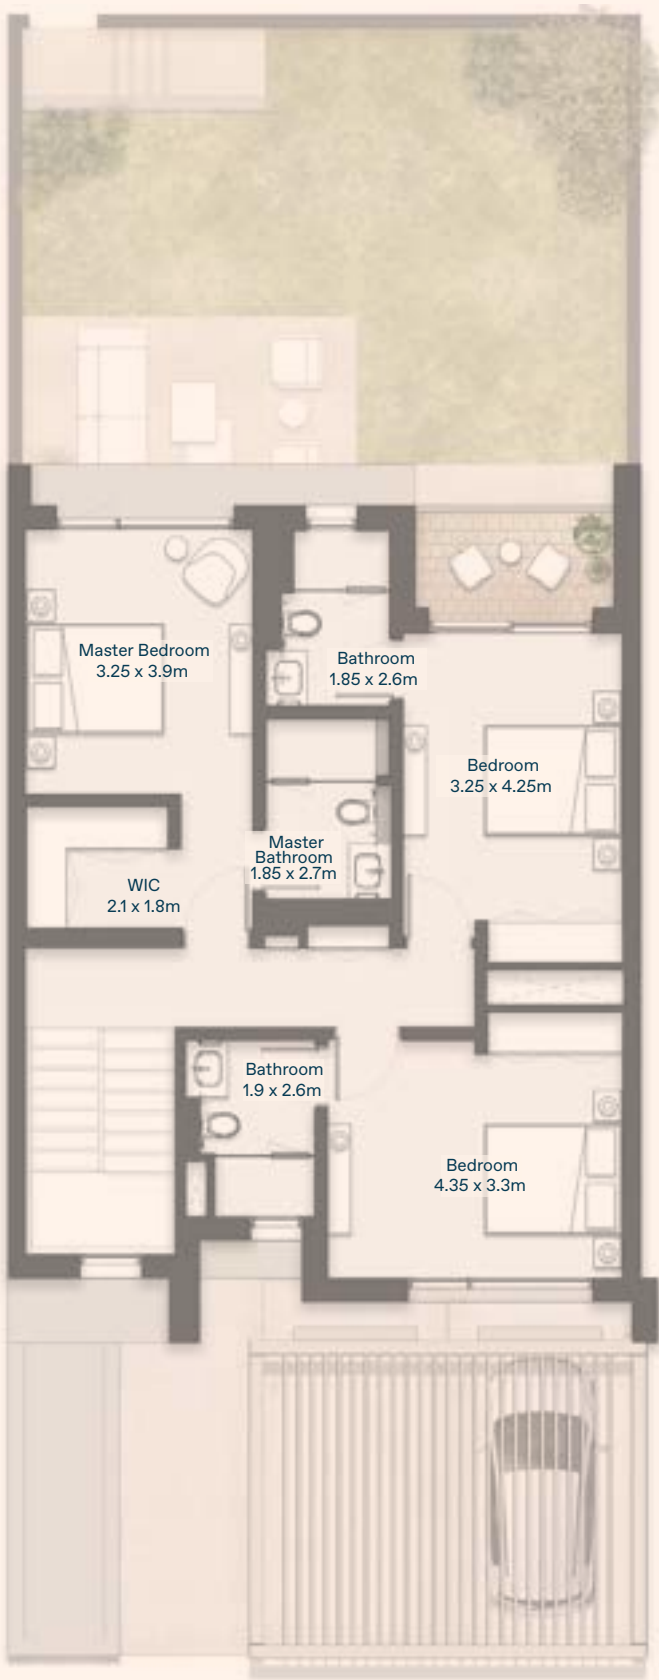 Master Bedroom
3.25 x 3.9m
Bathroom
1.85 x 2.6m
Bedroom
3.25 x 4.25m
Master
Bathroom
1.85 x 2.7m
WIC
2.1 x 1.8m
Bathroom
1.9 x 2.6m
Bedroom
4.35 x 3.3m